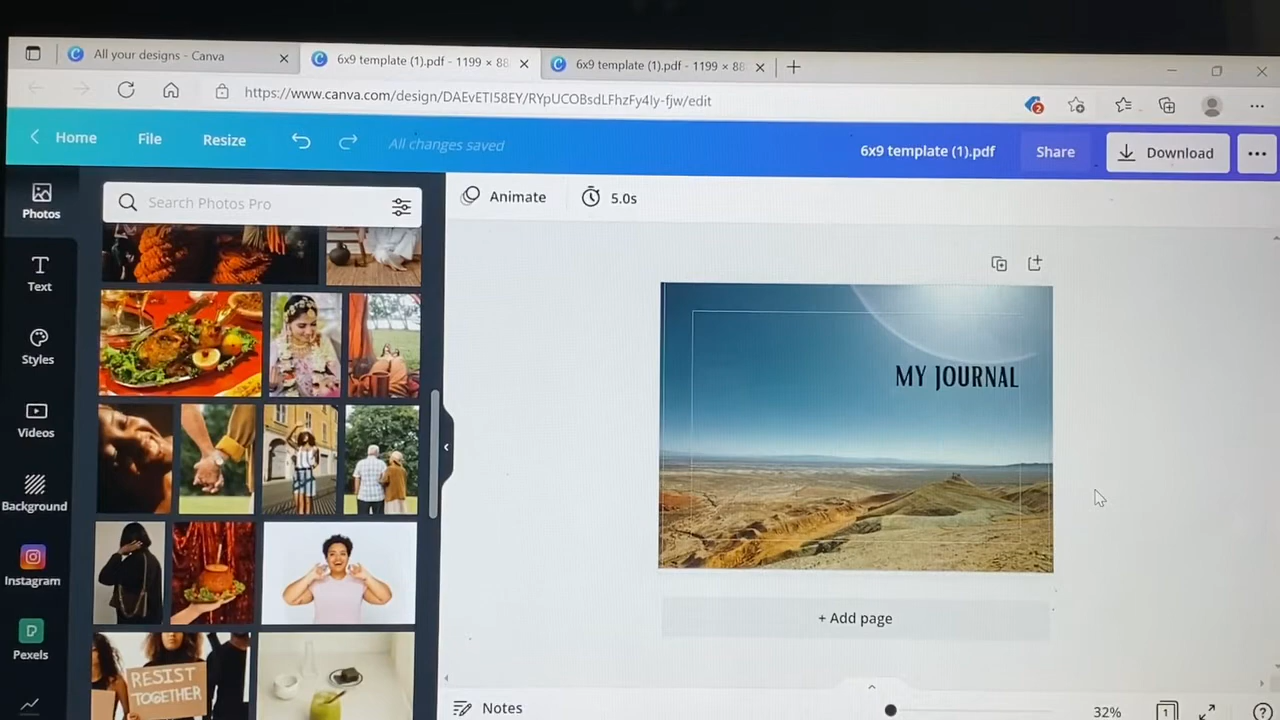 All your designs - Canva
6x9 template (1).pdf - 1199 × 88
6x9 template (1).pdf - 1199 × 88
https://www.canva.com/design/DAEvETI58EY/RYpUCOBsdLFhzFy4ly-fjw/edit
2
Home
File
Resize
All changes saved
6x9 template (1).pdf
Share
Download
Photos
Search Photos Pro
Animate
5.0s
Text
Styles
Videos
Background
Instagram
Pexels
MY JOURNAL
RESIST
TOGETHER
+ Add page
Notes
32%
1